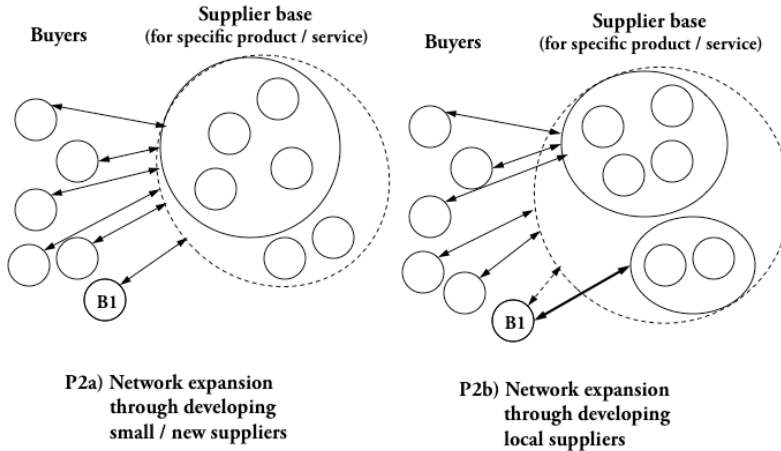 Buyers
Supplier base
(for specific product / service)
B1
P2a) Network expansion
through developing
small / new suppliers
Buyers
Supplier base
(for specific product / service)
B1
P2b) Network expansion
through developing
local suppliers